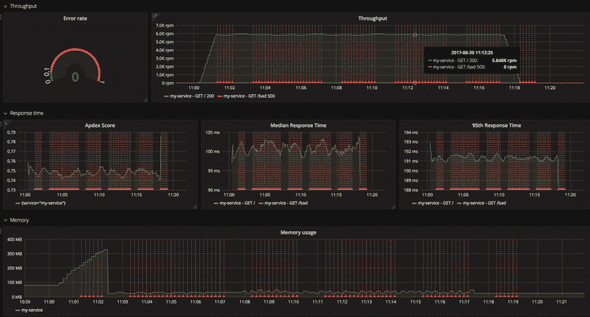 Throughput
Error rate
0
0.1
1
Throughput
7.0K rpm
6.0K rpm
5.0K rpm
4.0K rpm
3.0K rpm
2.0K rpm
1.0K rpm
0 rpm
11:00 11:02 11:04 11:06 11:08 11:10 11:12 11:14 11:16 11:18 11:20
2017-06-30 11:12:35
my-service - GET / 200: 5.640K rpm
my-service - GET /bad 500: 0 rpm
my-service - GET / 200 my-service - GET /bad 500
Response time
Apdex Score
0.79
0.78
0.77
0.76
0.75
0.74
0.73
11:00 11:05 11:10 11:15 11:20
{service="my-service"}
Median Response Time
105 ms
100 ms
95 ms
90 ms
11:00 11:05 11:10 11:15 11:20
my-service - GET / my-service - GET /bad
95th Response Time
194 ms
193 ms
192 ms
191 ms
190 ms
189 ms
188 ms
11:00 11:05 11:10 11:15 11:20
my-service - GET / my-service - GET /bad
Memory
Memory usage
400 MB
300 MB
200 MB
100 MB
0 MB
10:59 11:00 11:01 11:02 11:03 11:04 11:05 11:06 11:07 11:08 11:09 11:10 11:11 11:12 11:13 11:14 11:15 11:16 11:17 11:18 11:19 11:20 11:21
my-service